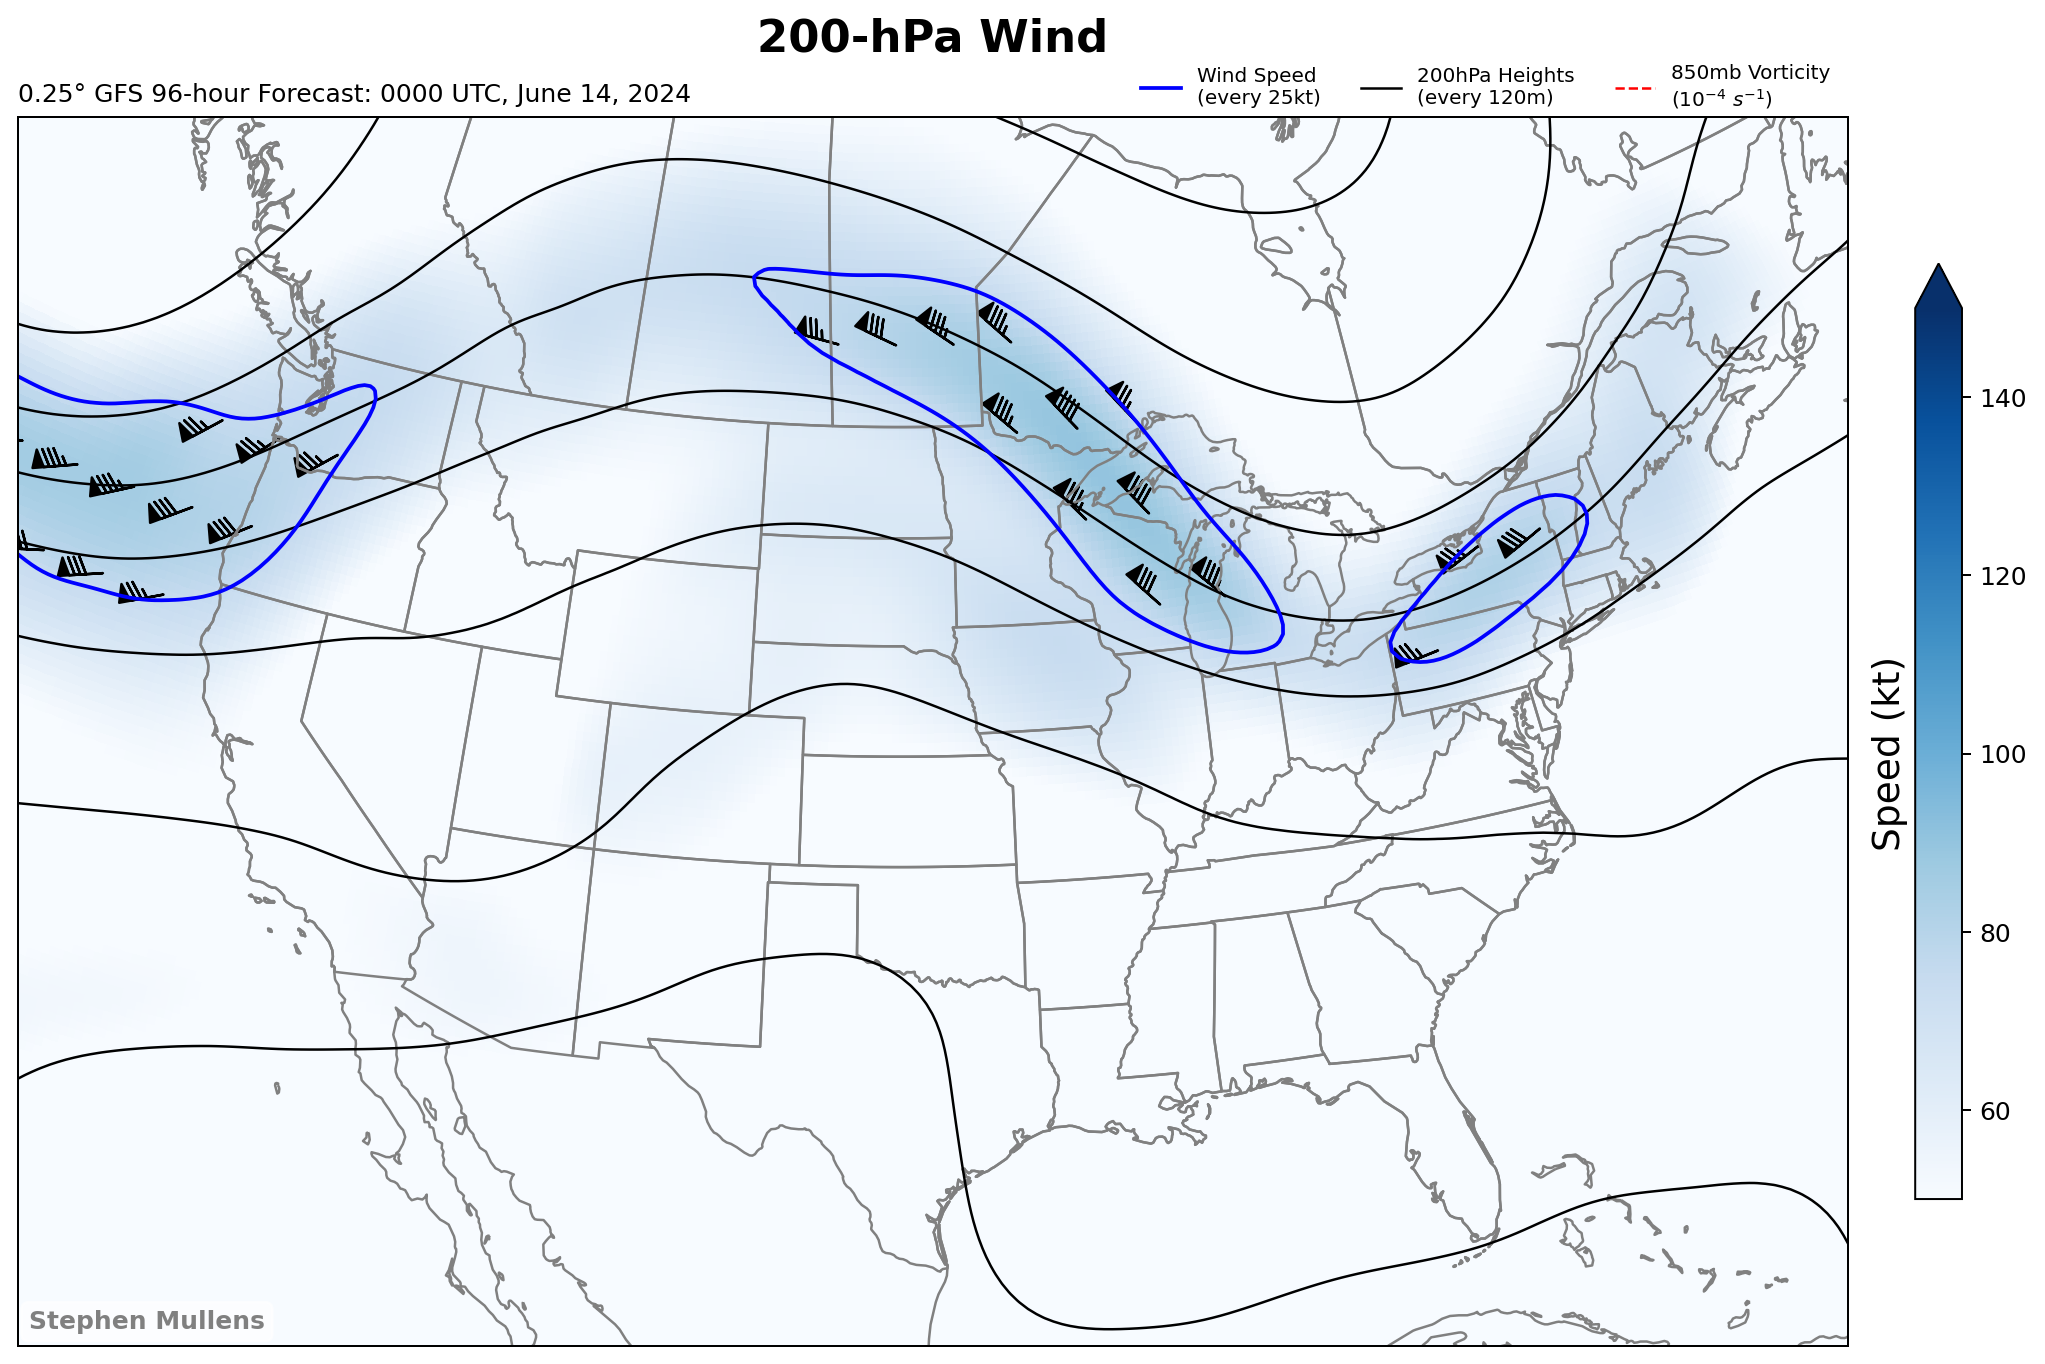 200-hPa Wind
0.25° GFS 96-hour Forecast: 0000 UTC, June 14, 2024
Wind Speed
(every 25kt)
200hPa Heights
(every 120m)
850mb Vorticity
(10⁻⁴ s⁻¹)
140
120
100
80
60
Speed (kt)
Stephen Mullens